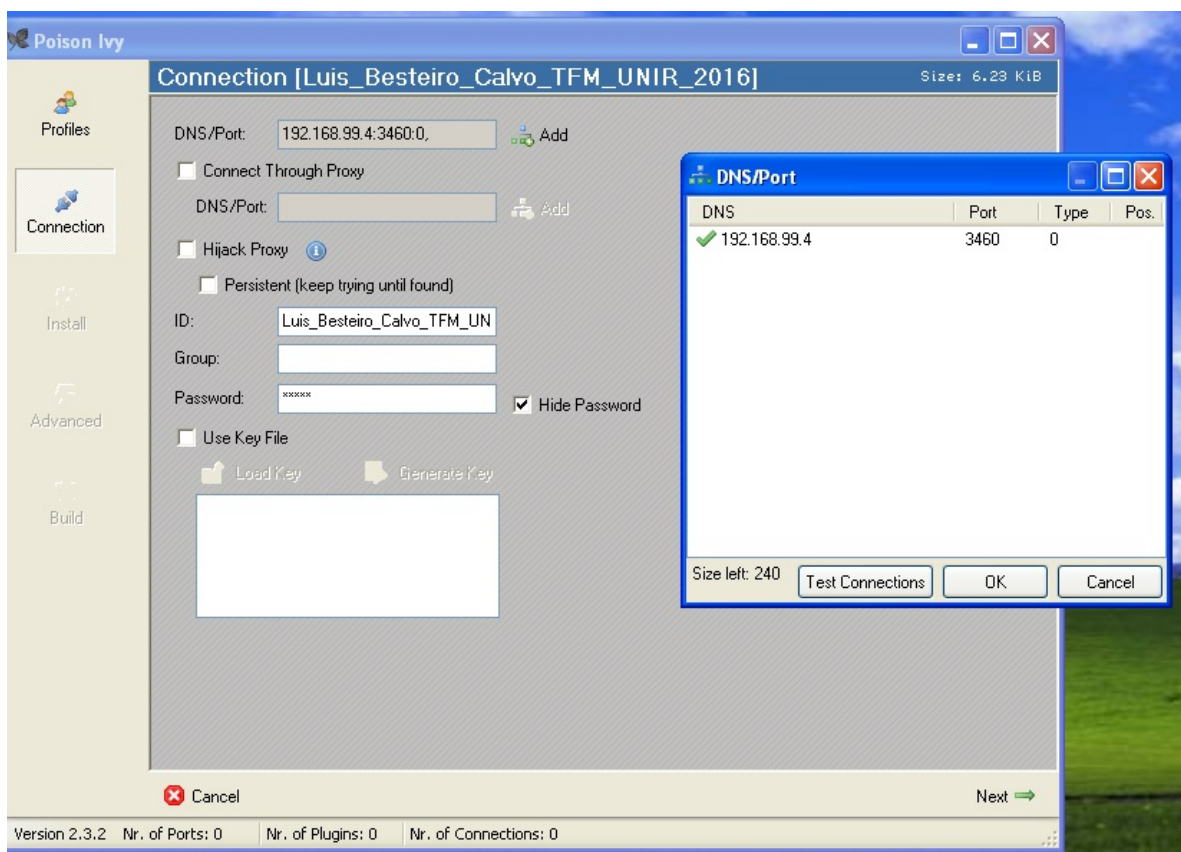 Poison Ivy
Connection [Luis_Besteiro_Calvo_TFM_UNIR_2016]
Size: 6.23 KiB
Profiles
Connection
Install
Advanced
Build
DNS/Port: 192.168.99.4:3460:0, Add
Connect Through Proxy
DNS/Port: Add
Hijack Proxy
Persistent (keep trying until found)
ID: Luis_Besteiro_Calvo_TFM_UN
Group:
Password: xxxxx Hide Password
Use Key File
Load Key Generate Key
Cancel
Next
Version 2.3.2 Nr. of Ports: 0 Nr. of Plugins: 0 Nr. of Connections: 0
DNS/Port
DNS Port Type Pos.
192.168.99.4 3460 0
Size left: 240 Test Connections OK Cancel